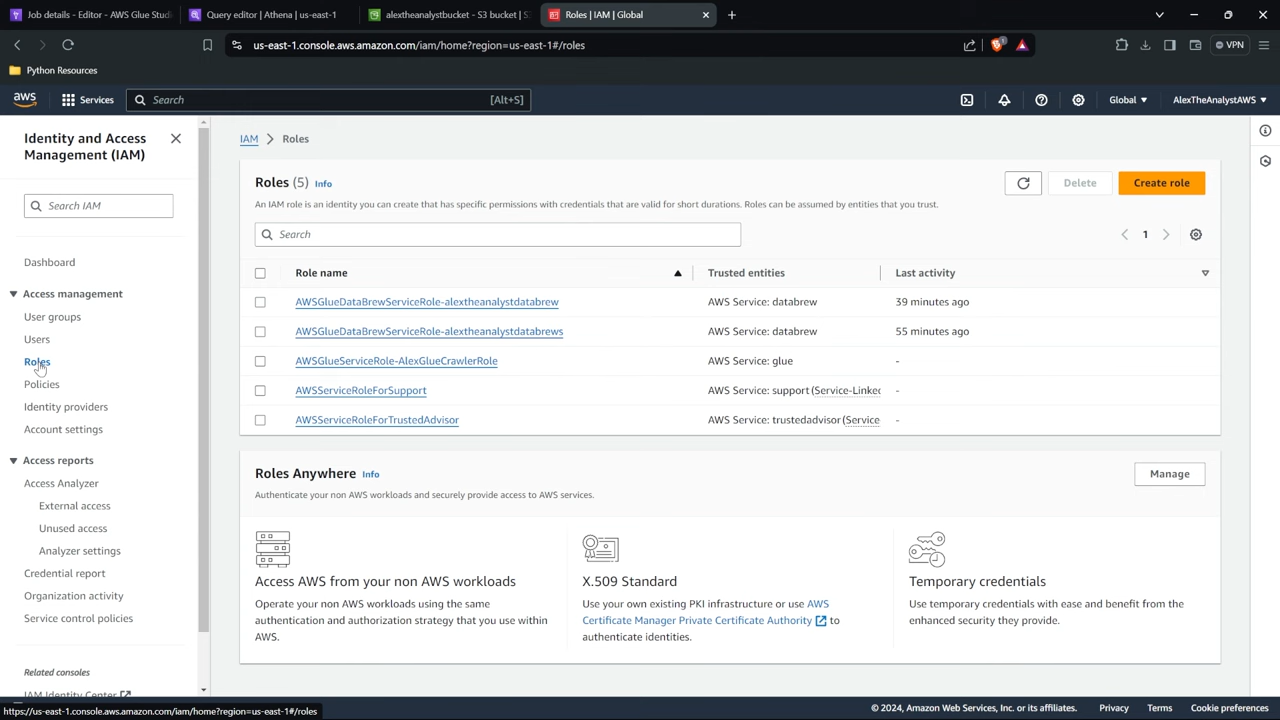 Job details - Editor - AWS Glue Stud
Query editor | Athena | us-east-1
alextheanalystbucket - S3 bucket | S
Roles | IAM | Global
us-east-1.console.aws.amazon.com/iam/home?region=us-east-1#/roles
1
VPN
Python Resources
aws
Services
Search
[Alt+S]
Global
AlexTheAnalystAWS
Identity and Access
Management (IAM)
Search IAM
Dashboard
Access management
User groups
Users
Roles
Policies
Identity providers
Account settings
Access reports
Access Analyzer
External access
Unused access
Analyzer settings
Credential report
Organization activity
Service control policies
Related consoles
IAM Identity Center
IAM > Roles
Roles (5) Info
Delete
Create role
An IAM role is an identity you can create that has specific permissions with credentials that are valid for short durations. Roles can be assumed by entities that you trust.
Search
1
Role name Trusted entities Last activity
AWSGlueDataBrewServiceRole-alextheanalystdatabrew AWS Service: databrew 39 minutes ago
AWSGlueDataBrewServiceRole-alextheanalystdatabrews AWS Service: databrew 55 minutes ago
AWSGlueServiceRole-AlexGlueCrawlerRole AWS Service: glue -
AWSServiceRoleForSupport AWS Service: support (Service-Linked -
AWSServiceRoleForTrustedAdvisor AWS Service: trustedadvisor (Service -
Roles Anywhere Info
Manage
Authenticate your non AWS workloads and securely provide access to AWS services.
Access AWS from your non AWS workloads
Operate your non AWS workloads using the same
authentication and authorization strategy that you use within
AWS.
X.509 Standard
Use your own existing PKI infrastructure or use AWS
Certificate Manager Private Certificate Authority to
authenticate identities.
Temporary credentials
Use temporary credentials with ease and benefit from the
enhanced security they provide.
https://us-east-1.console.aws.amazon.com/iam/home?region=us-east-1#/roles
© 2024, Amazon Web Services, Inc. or its affiliates.
Privacy
Terms
Cookie preferences